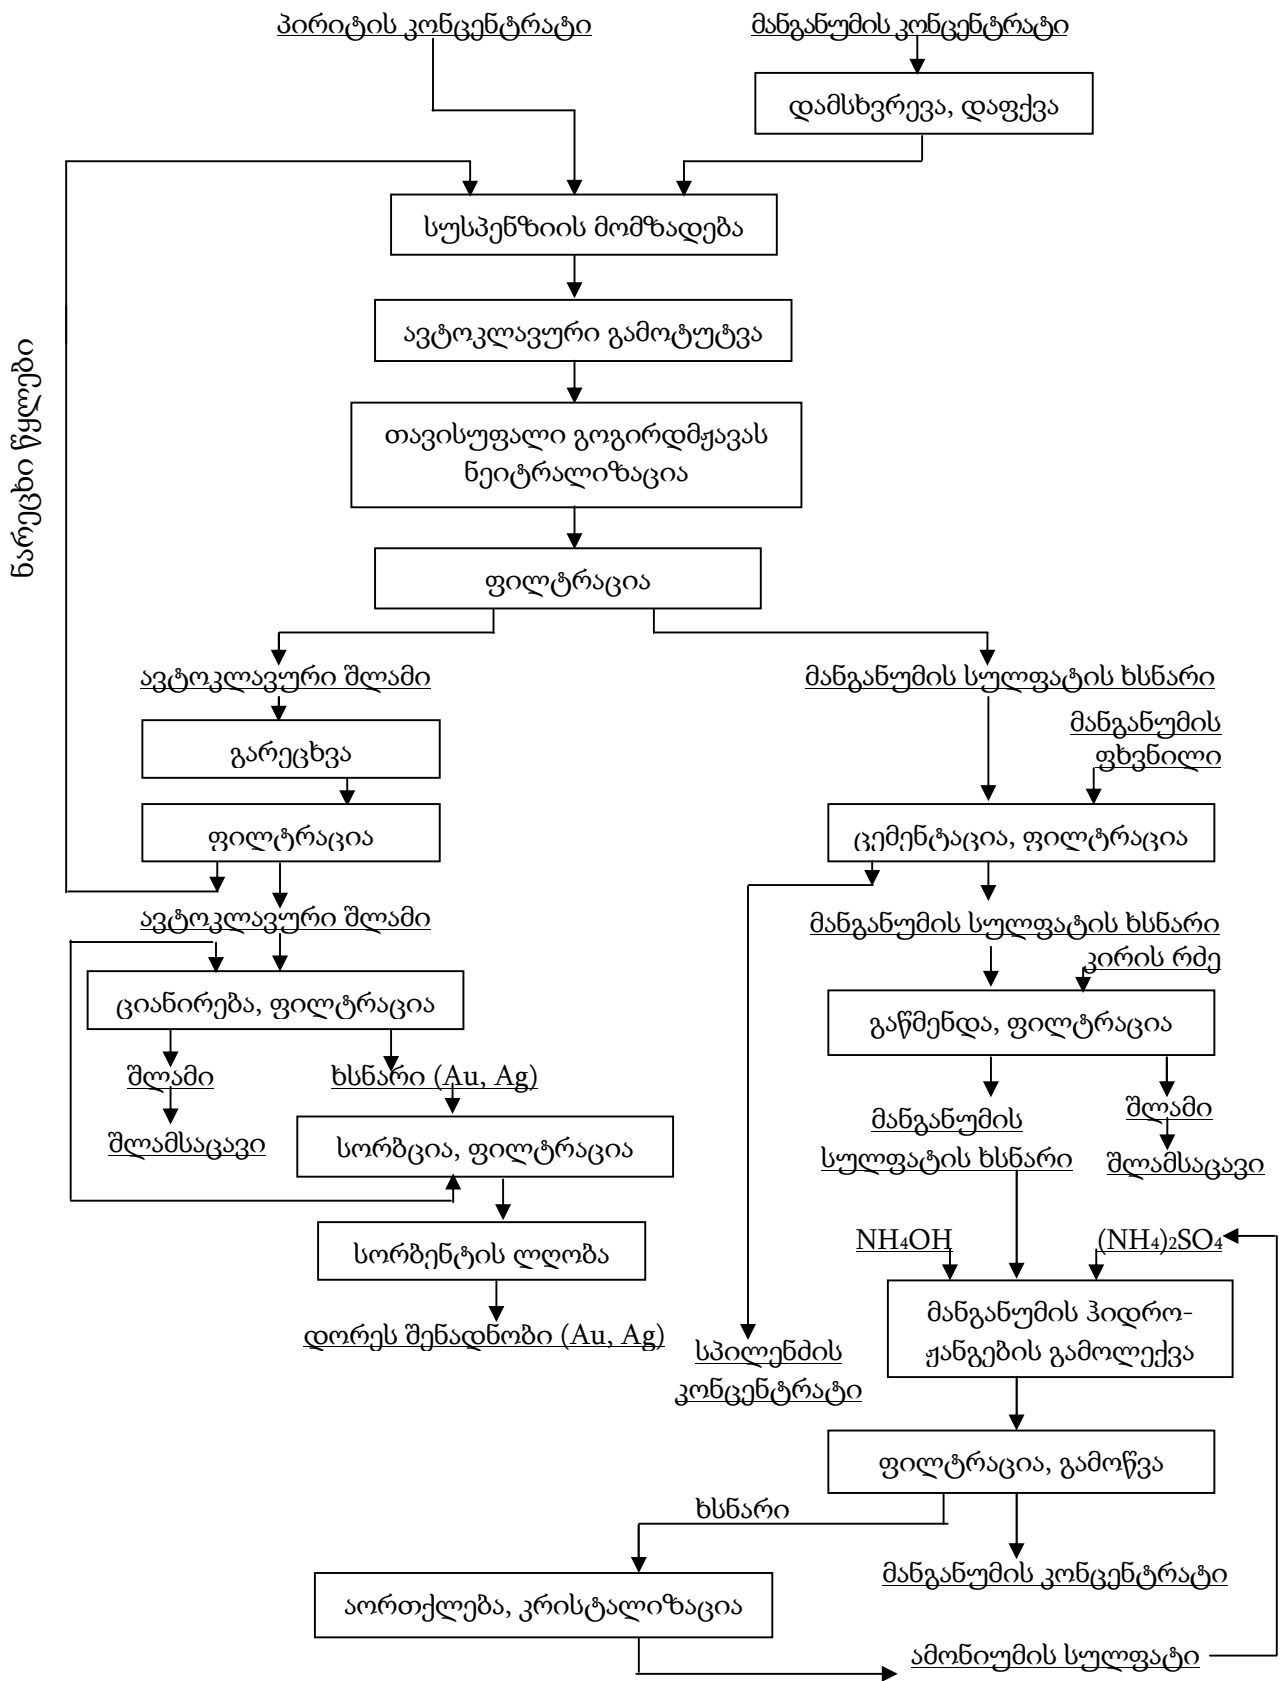 პირიტის კონცენტრატი
მანგანუმის კონცენტრატი
დამსხვრევა, დაფქვა
სუსპენზიის მომზადება
ავტოკლავური გამოტუტვა
თავისუფალი გოგირდმჟავას
ნეიტრალიზაცია
ფილტრაცია
ნარეცხი წყლები
ავტოკლავური შლამი
გარეცხვა
ფილტრაცია
ავტოკლავური შლამი
ციანირება, ფილტრაცია
შლამი
შლამსაცავი
ხსნარი (Au, Ag)
სორბცია, ფილტრაცია
სორბენტის ლღობა
დორეს შენადნობი (Au, Ag)
მანგანუმის სულფატის ხსნარი
მანგანუმის
ფხვნილი
ცემენტაცია, ფილტრაცია
მანგანუმის სულფატის ხსნარი
კირის რძე
გაწმენდა, ფილტრაცია
მანგანუმის
სულფატის ხსნარი
შლამი
შლამსაცავი
NH₄OH
(NH₄)₂SO₄
მანგანუმის ჰიდრო-
ჟანგების გამოლექვა
სპილენძის
კონცენტრატი
ფილტრაცია, გამოწვა
ხსნარი
მანგანუმის კონცენტრატი
აორთქლება, კრისტალიზაცია
ამონიუმის სულფატი